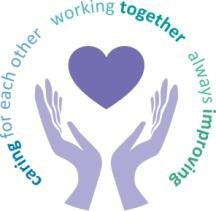 caring for each other
working together
always improving